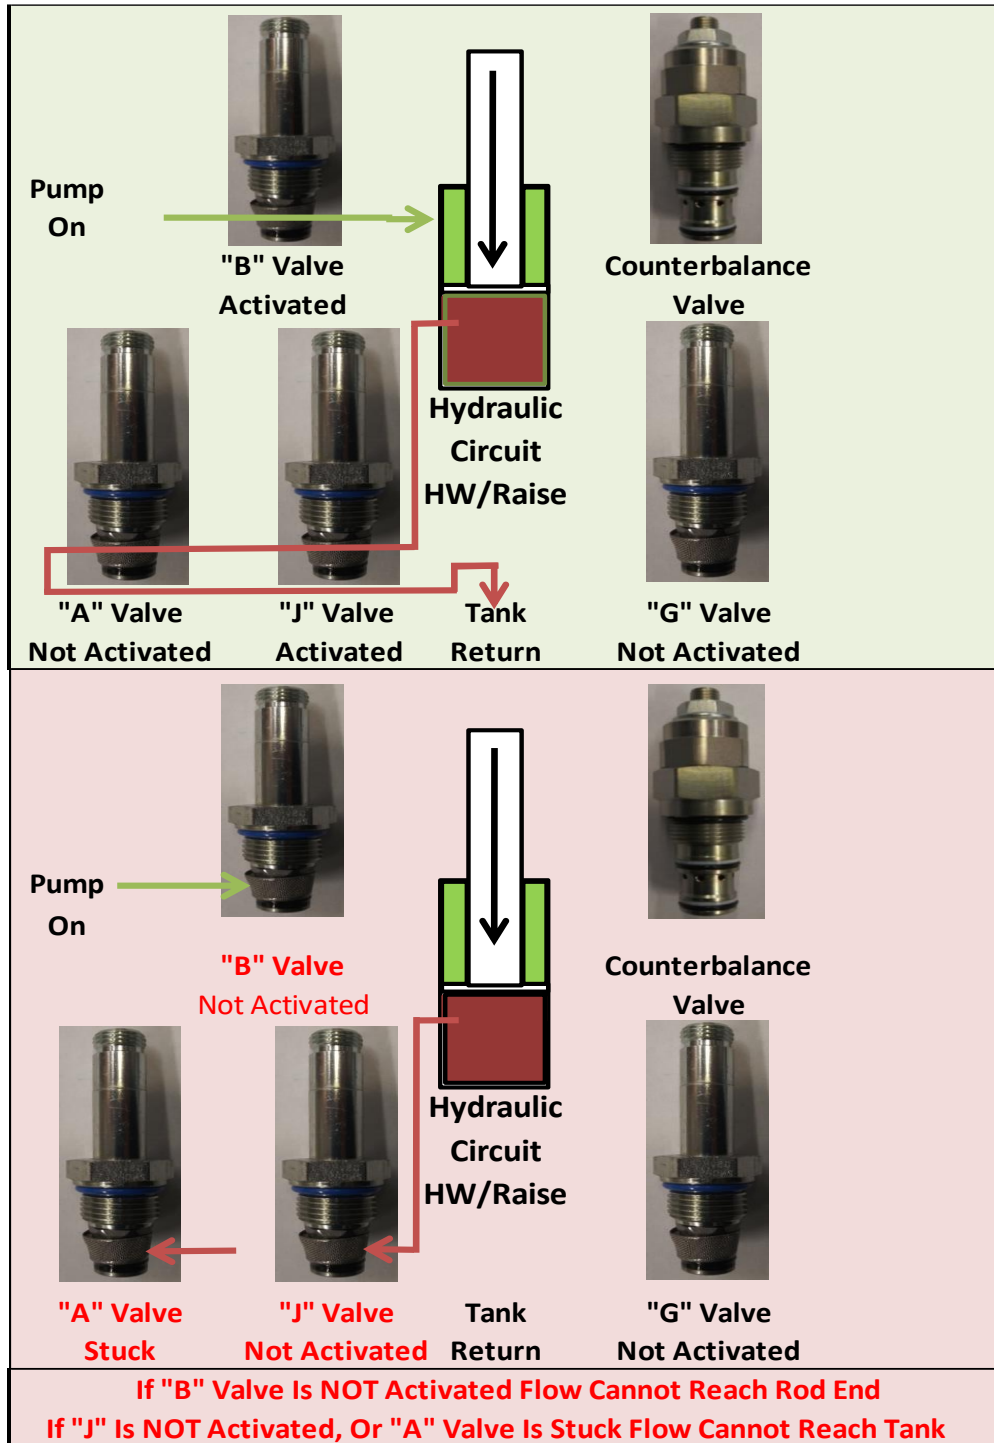 Pump
On
"B" Valve
Activated
Counterbalance
Valve
Hydraulic
Circuit
HW/Raise
"A" Valve
Not Activated
"J" Valve
Activated
Tank
Return
"G" Valve
Not Activated
Pump
On
"B" Valve
Not Activated
Counterbalance
Valve
Hydraulic
Circuit
HW/Raise
"A" Valve
Stuck
"J" Valve
Not Activated
Tank
Return
"G" Valve
Not Activated
If "B" Valve Is NOT Activated Flow Cannot Reach Rod End
If "J" Is NOT Activated, Or "A" Valve Is Stuck Flow Cannot Reach Tank